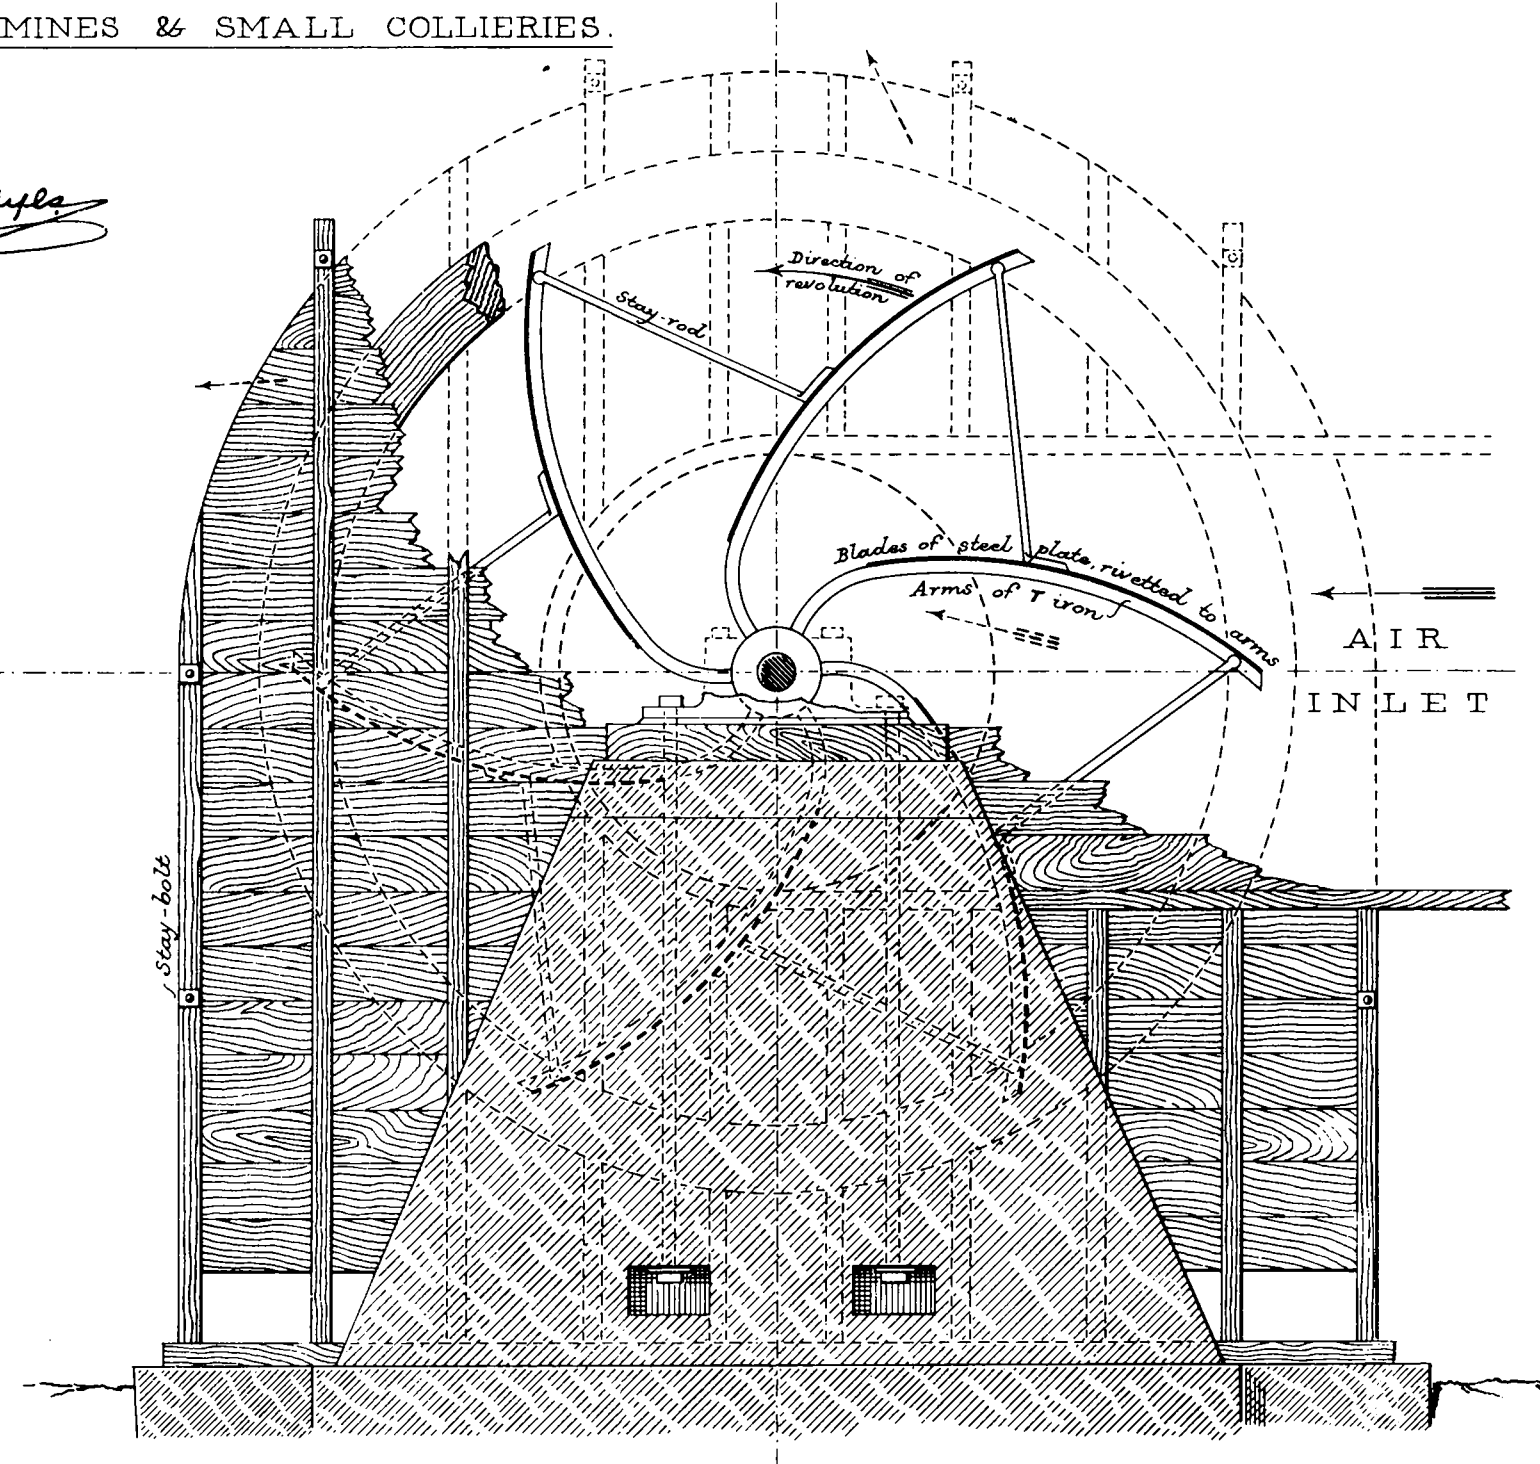 MINES & SMALL COLLIERIES.
Direction of
revolution
Stay-rod
Blades of steel plate, rivetted to arms
Arms of T iron
AIR
INLET
Stay-bolt